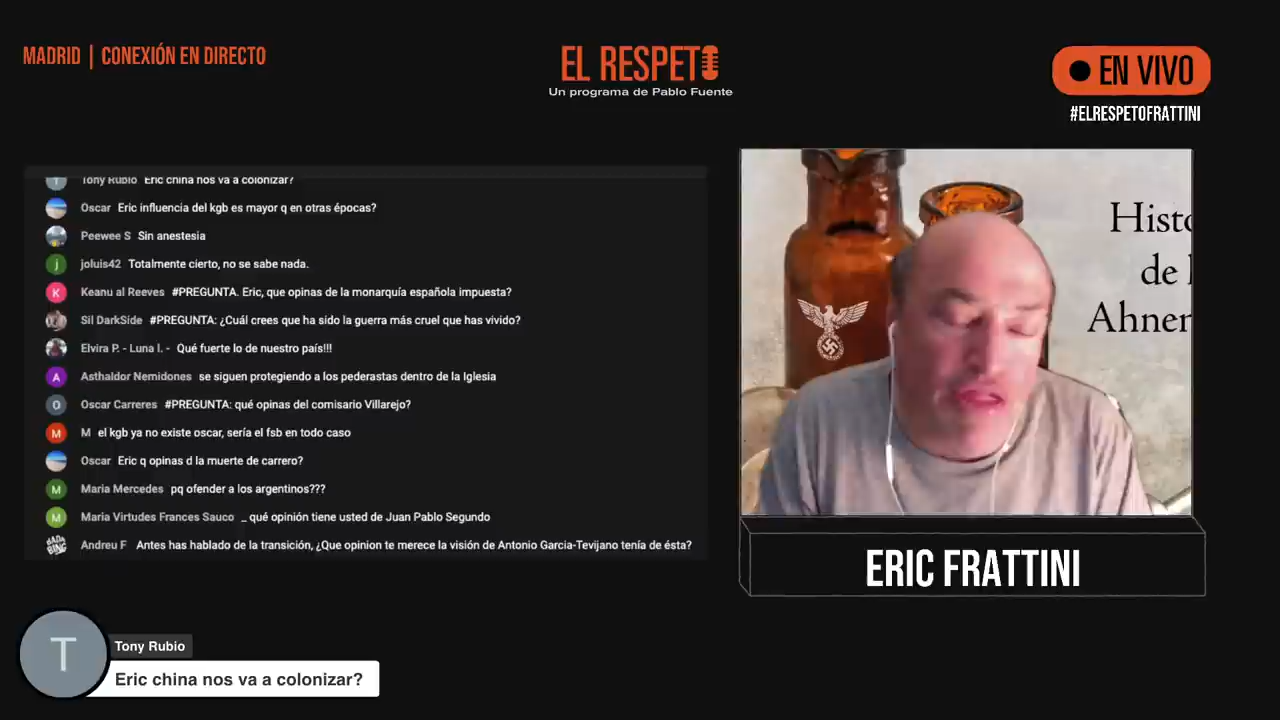 MADRID | CONEXIÓN EN DIRECTO
EL RESPETO
Un programa de Pablo Fuente
EN VIVO
#ELRESPETOFRATTINI
T Tony Rubio Eric china nos va a colonizar?
Oscar Eric influencia del kgb es mayor q en otras épocas?
Peewee S Sin anestesia
j joluis42 Totalmente cierto, no se sabe nada.
K Keanu al Reeves #PREGUNTA. Eric, que opinas de la monarquía española impuesta?
Sil DarkSide #PREGUNTA: ¿Cuál crees que ha sido la guerra más cruel que has vivido?
Elvira P. - Luna I. - Qué fuerte lo de nuestro país!!!
A Asthaldor Nemidones se siguen protegiendo a los pederastas dentro de la Iglesia
O Oscar Carreres #PREGUNTA: qué opinas del comisario Villarejo?
M M el kgb ya no existe oscar, sería el fsb en todo caso
Oscar Eric q opinas d la muerte de carrero?
M Maria Mercedes pq ofender a los argentinos???
M Maria Virtudes Frances Sauco _ qué opinión tiene usted de Juan Pablo Segundo
BADA BING Andreu F Antes has hablado de la transición, ¿Que opinion te merece la visión de Antonio Garcia-Tevijano tenía de ésta?
Histo
de l
Ahner
ERIC FRATTINI
T
Tony Rubio
Eric china nos va a colonizar?